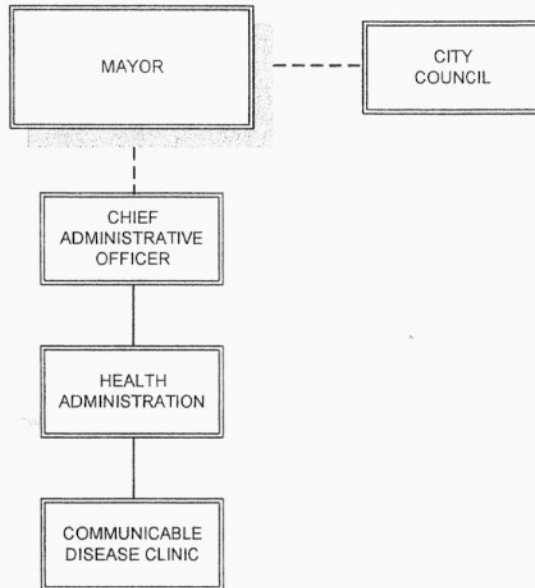 MAYOR
CITY
COUNCIL
CHIEF
ADMINISTRATIVE
OFFICER
HEALTH
ADMINISTRATION
COMMUNICABLE
DISEASE CLINIC